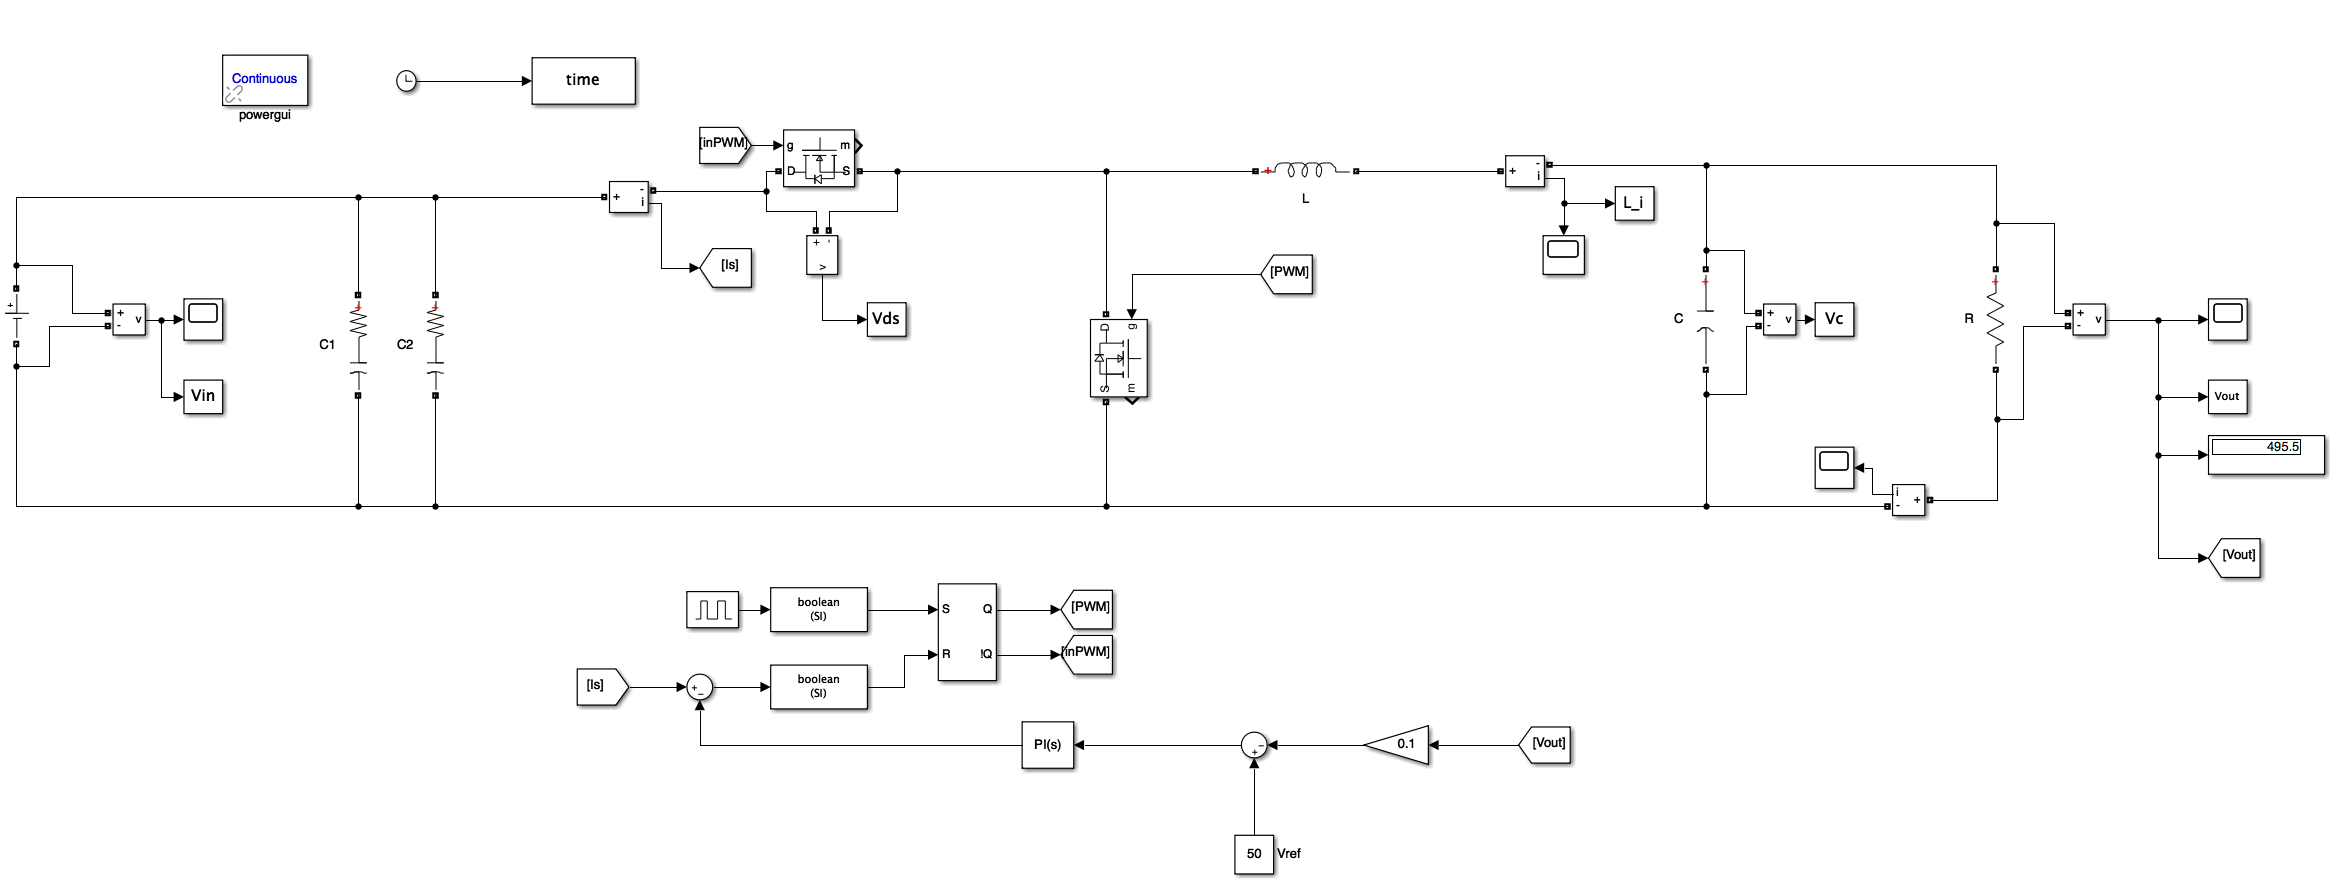 Continuous
powergui
time
[inPWM]
g
m
D
S
+
-
i
+
-
v
[Is]
Vds
L
+
-
i
L_i
[PWM]
D
g
S
m
+
+
-
v
Vin
C1
C2
C
+
-
v
Vc
R
+
-
v
Vout
495.5
i
-
+
[Vout]
boolean
(SI)
S
Q
R
!Q
[PWM]
[inPWM]
[Is]
+
-
boolean
(SI)
PI(s)
-
+
0.1
[Vout]
50
Vref